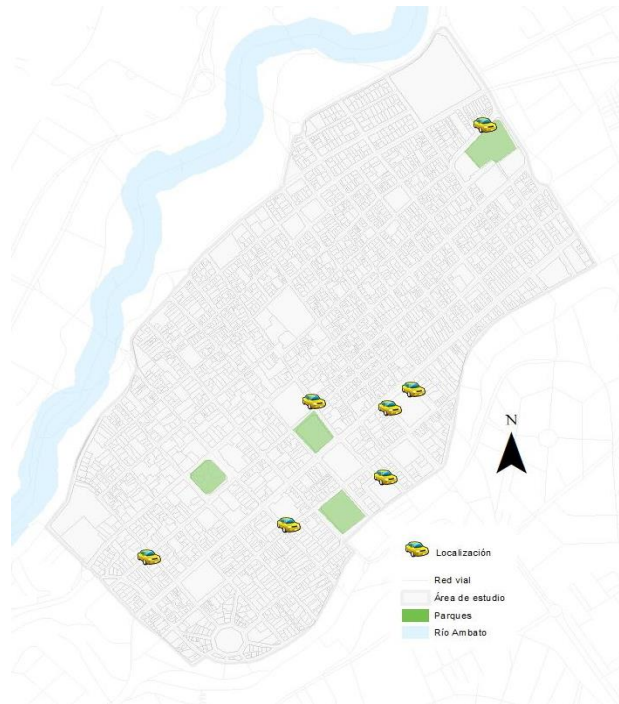 N
Localización
Red vial
Área de estudio
Parques
Río Ambato